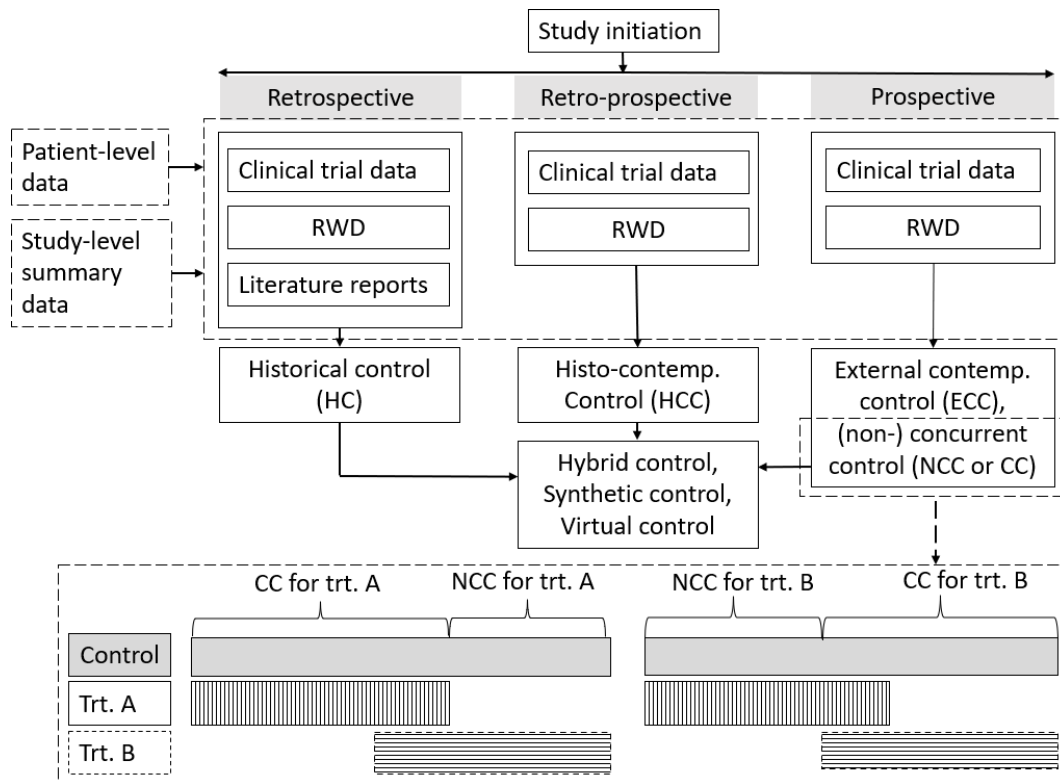 Study initiation
Retrospective
Retro-prospective
Prospective
Patient-level
data
Study-level
summary
data
Clinical trial data
RWD
Literature reports
Clinical trial data
RWD
Clinical trial data
RWD
Historical control
(HC)
Histo-contemp.
Control (HCC)
External contemp.
control (ECC),
(non-) concurrent
control (NCC or CC)
Hybrid control,
Synthetic control,
Virtual control
CC for trt. A
NCC for trt. A
NCC for trt. B
CC for trt. B
Control
Trt. A
Trt. B